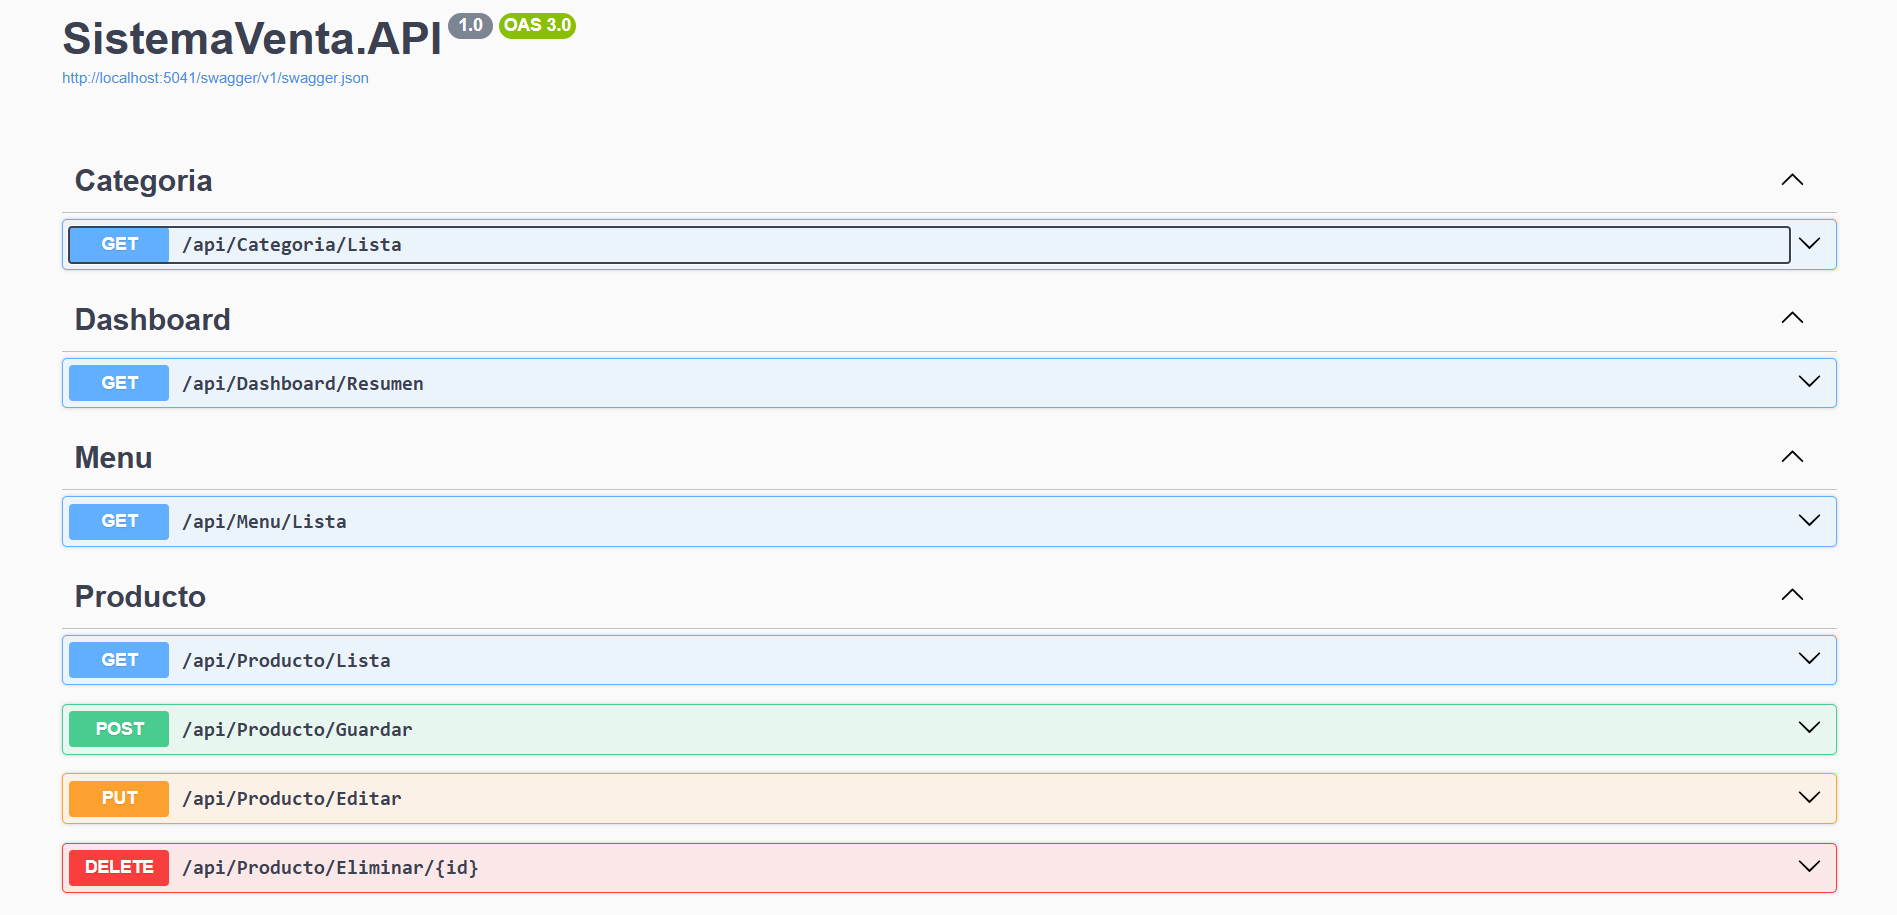 SistemaVenta.API 1.0 OAS 3.0
http://localhost:5041/swagger/v1/swagger.json
Categoria
GET /api/Categoria/Lista
Dashboard
GET /api/Dashboard/Resumen
Menu
GET /api/Menu/Lista
Producto
GET /api/Producto/Lista
POST /api/Producto/Guardar
PUT /api/Producto/Editar
DELETE /api/Producto/Eliminar/{id}